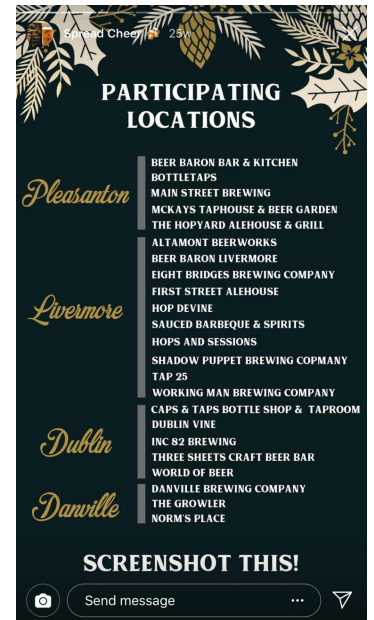 Spread Cheer 25w
PARTICIPATING
LOCATIONS
Pleasanton
BEER BARON BAR & KITCHEN
BOTTLETAPS
MAIN STREET BREWING
MCKAYS TAPHOUSE & BEER GARDEN
THE HOPYARD ALEHOUSE & GRILL
Livermore
ALTAMONT BEERWORKS
BEER BARON LIVERMORE
EIGHT BRIDGES BREWING COMPANY
FIRST STREET ALEHOUSE
HOP DEVINE
SAUCED BARBEQUE & SPIRITS
HOPS AND SESSIONS
SHADOW PUPPET BREWING COPMANY
TAP 25
WORKING MAN BREWING COMPANY
Dublin
CAPS & TAPS BOTTLE SHOP & TAPROOM
DUBLIN VINE
INC 82 BREWING
THREE SHEETS CRAFT BEER BAR
WORLD OF BEER
Danville
DANVILLE BREWING COMPANY
THE GROWLER
NORM'S PLACE
SCREENSHOT THIS!
Send message